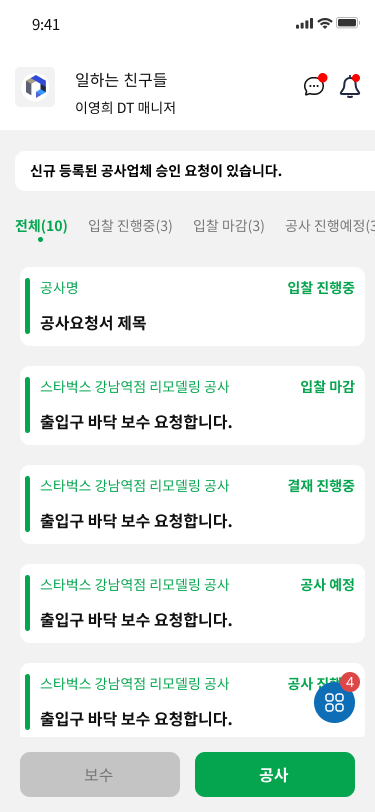 9:41
일하는 친구들
이영희 DT 매니저
신규 등록된 공사업체 승인 요청이 있습니다.
전체(10) 입찰 진행중(3) 입찰 마감(3) 공사 진행예정(3
공사명 입찰 진행중
공사요청서 제목
스타벅스 강남역점 리모델링 공사 입찰 마감
출입구 바닥 보수 요청합니다.
스타벅스 강남역점 리모델링 공사 결재 진행중
출입구 바닥 보수 요청합니다.
스타벅스 강남역점 리모델링 공사 공사 예정
출입구 바닥 보수 요청합니다.
스타벅스 강남역점 리모델링 공사 공사
4
출입구 바닥 보수 요청합니다.
보수 공사